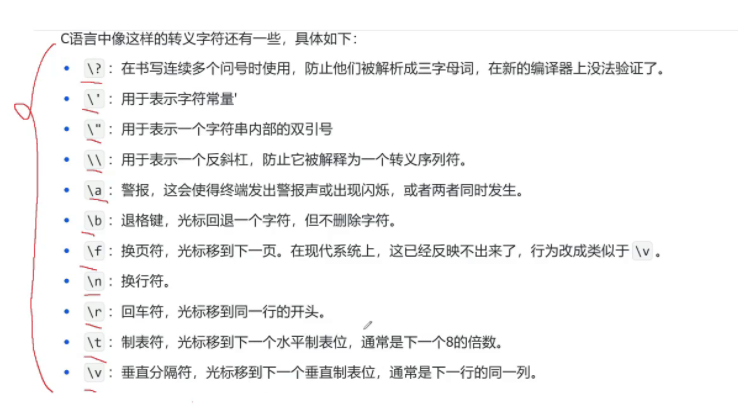 C语言中像这样的转义字符还有一些，具体如下：
• \?：在书写连续多个问号时使用，防止他们被解析成三字母词，在新的编译器上没法验证了。
• \'：用于表示字符常量'
• \"：用于表示一个字符串内部的双引号
• \\：用于表示一个反斜杠，防止它被解释为一个转义序列符。
• \a：警报，这会使得终端发出警报声或出现闪烁，或者两者同时发生。
• \b：退格键，光标回退一个字符，但不删除字符。
• \f：换页符，光标移到下一页。在现代系统上，这已经反映不出来了，行为改成类似于 \v 。
• \n：换行符。
• \r：回车符，光标移到同一行的开头。
• \t：制表符，光标移到下一个水平制表位，通常是下一个8的倍数。
• \v：垂直分隔符，光标移到下一个垂直制表位，通常是下一行的同一列。